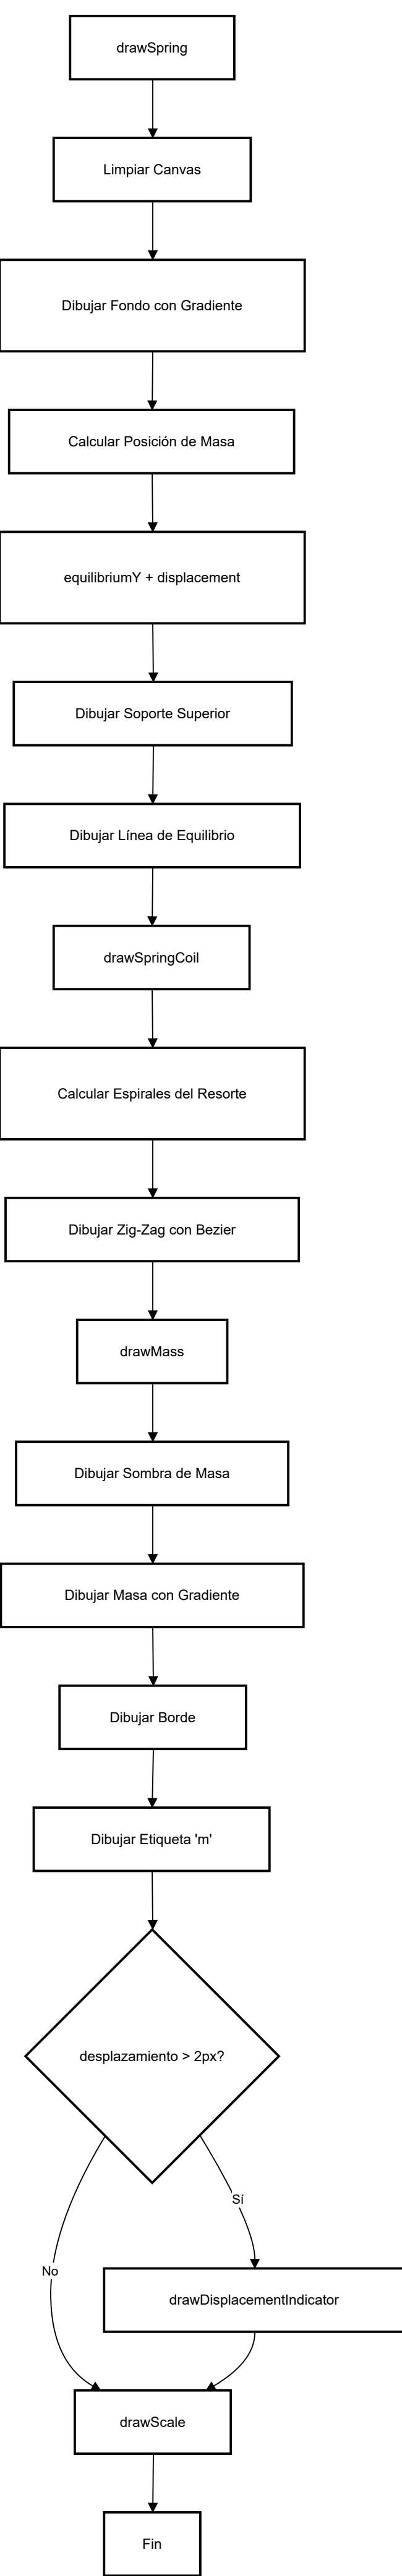 drawSpring
Limpiar Canvas
Dibujar Fondo con Gradiente
Calcular Posición de Masa
equilibriumY + displacement
Dibujar Soporte Superior
Dibujar Línea de Equilibrio
drawSpringCoil
Calcular Espirales del Resorte
Dibujar Zig-Zag con Bezier
drawMass
Dibujar Sombra de Masa
Dibujar Masa con Gradiente
Dibujar Borde
Dibujar Etiqueta 'm'
desplazamiento > 2px?
Sí
No
drawDisplacementIndicator
drawScale
Fin